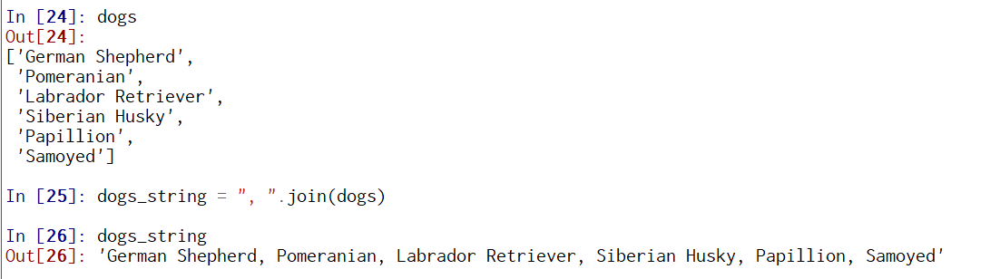 In [24]: dogs
Out[24]:
['German Shepherd',
 'Pomeranian',
 'Labrador Retriever',
 'Siberian Husky',
 'Papillion',
 'Samoyed']
In [25]: dogs_string = ", ".join(dogs)
In [26]: dogs_string
Out[26]: 'German Shepherd, Pomeranian, Labrador Retriever, Siberian Husky, Papillion, Samoyed'